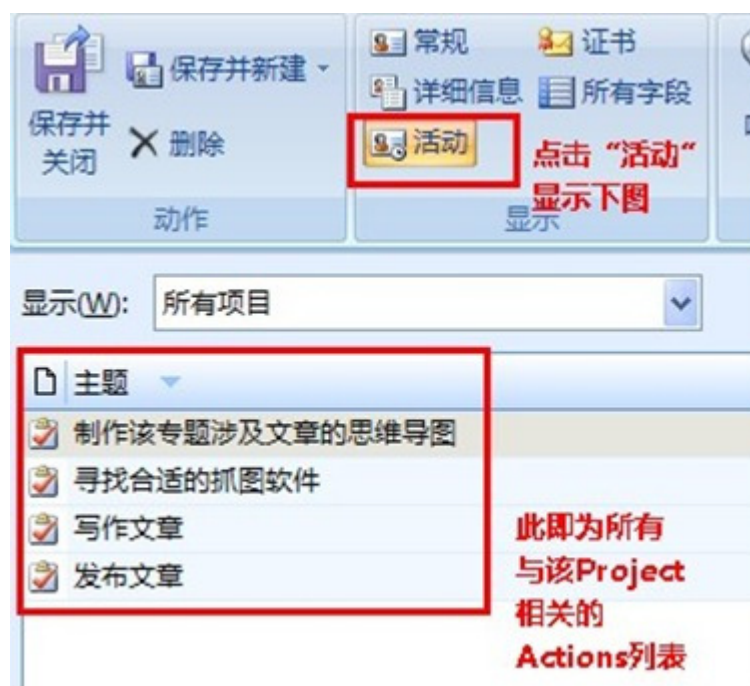 保存并新建
保存并
关闭
删除
动作
常规
证书
详细信息
所有字段
活动
点击“活动“
显示下图
显示
显示(W):
所有项目
主题
制作该专题涉及文章的思维导图
寻找合适的抓图软件
写作文章
发布文章
此即为所有
与该Project
相关的
Actions列表